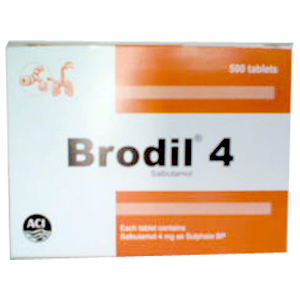 500 tablets
Brodil® 4
Salbutamol
ACI
Each tablet contains
Salbutamol 4 mg as Sulphate BP